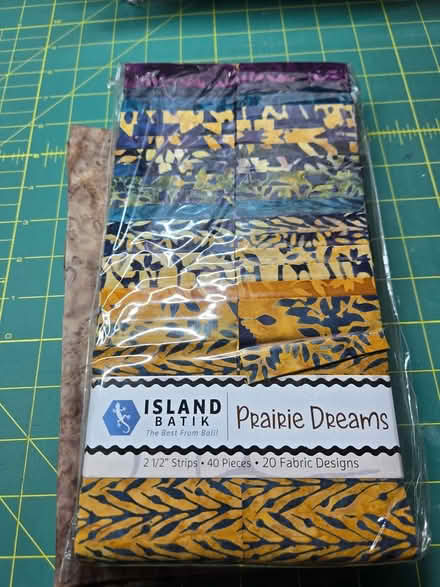 ISLAND
BATIK
The Best From Bali!
Prairie Dreams
2 1/2" Strips • 40 Pieces • 20 Fabric Designs